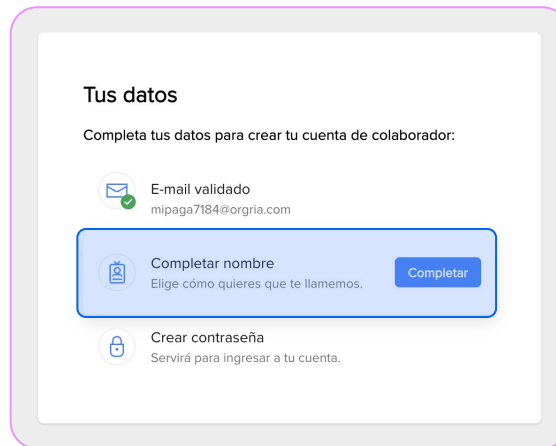 Tus datos
Completa tus datos para crear tu cuenta de colaborador:
E-mail validado
mipaga7184@orgria.com
Completar nombre
Elige cómo quieres que te llamemos.
Completar
Crear contraseña
Servirá para ingresar a tu cuenta.